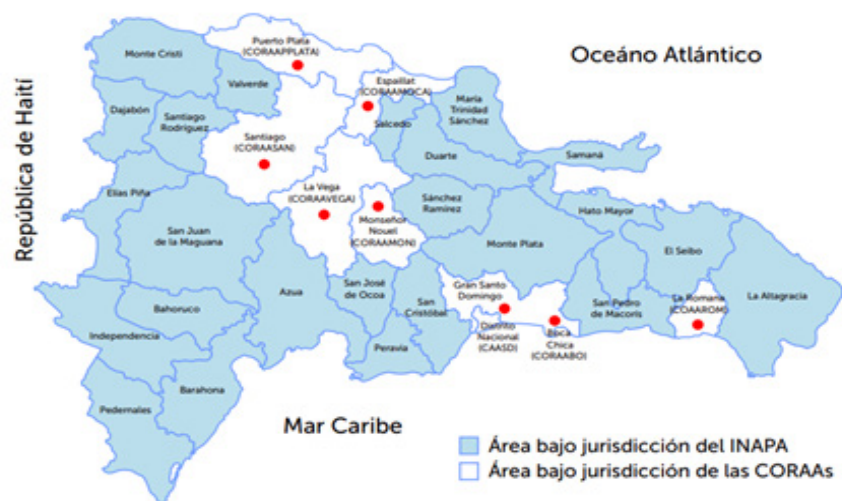 Puerto Plata
(CORAAPPLATA)
Oceáno Atlántico
Monte Cristi
Espaillat
(CORAAMOCA)
Valverde
República de Haití
Dajabón
Santiago
Rodríguez
María
Trinidad
Sánchez
Salcedo
Santiago
(CORAASAN)
Duarte
Samaná
Elías Piña
La Vega
(CORAAVEGA)
Sánchez
Ramírez
Hato Mayor
Monseñor
Nouel
(CORAAMON)
San Juan
de la Maguana
Monte Plata
El Seibo
Azua
San José
de Ocoa
Gran Santo
Domingo
La Romana
(COAAROM)
La Altagracia
Bahoruco
San
Cristóbal
San Pedro
de Macorís
Independencia
Distrito
Nacional
(CAASD)
Boca
Chica
(CORAABO)
Peravia
Barahona
Pedernales
Mar Caribe
Área bajo jurisdicción del INAPA
Área bajo jurisdicción de las CORAAs